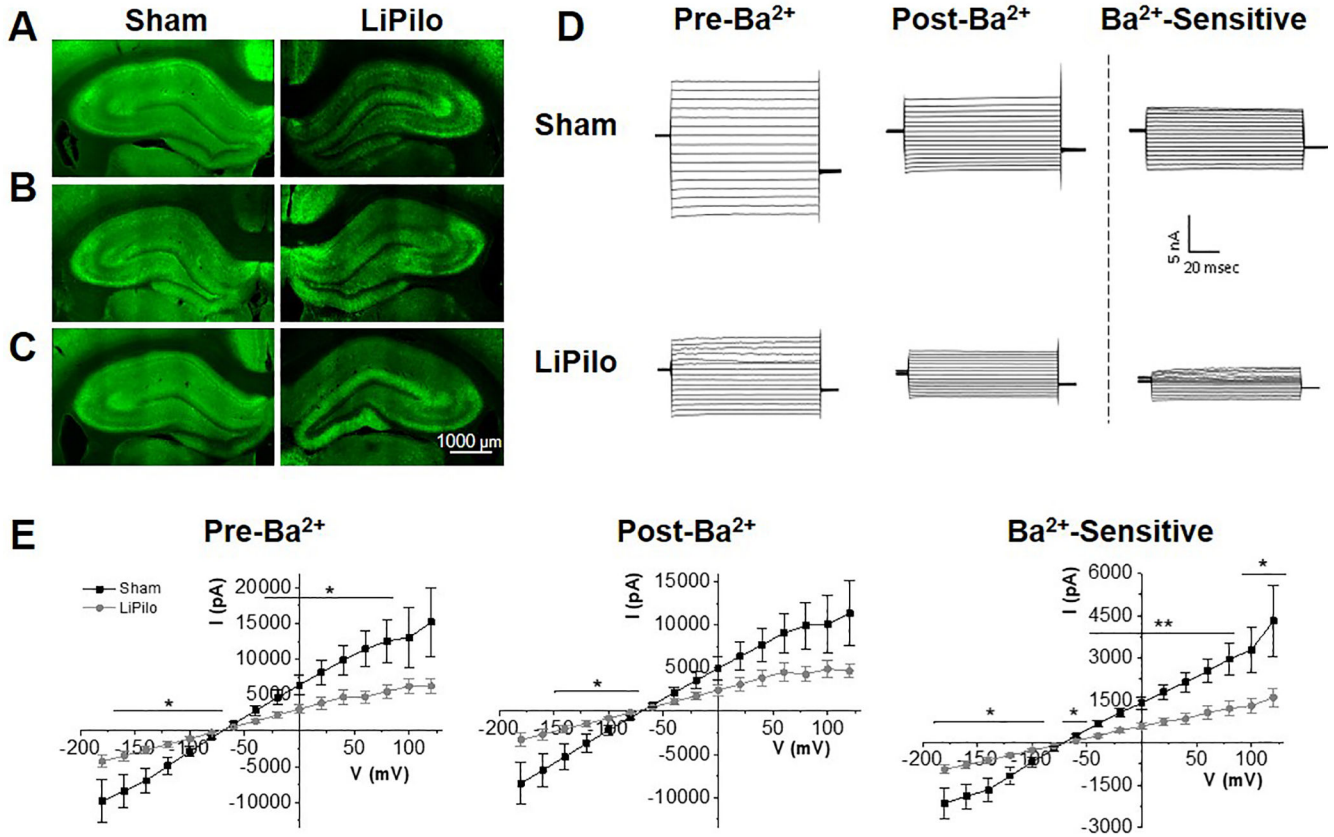 A
Sham
LiPilo
B
C
1000 µm
D
Pre-Ba²⁺
Post-Ba²⁺
Ba²⁺-Sensitive
Sham
5 nA
20 msec
LiPilo
E
Pre-Ba²⁺
Sham
LiPilo
I (pA)
20000
15000
10000
5000
-5000
-10000
-200
-150
-100
-50
50
100
V (mV)
*
*
Post-Ba²⁺
I (pA)
15000
10000
5000
-5000
-10000
-200
-150
-100
-50
50
100
V (mV)
*
Ba²⁺-Sensitive
I (pA)
6000
4500
3000
1500
-1500
-3000
-200
-150
-100
-50
50
100
V (mV)
*
**
*
*